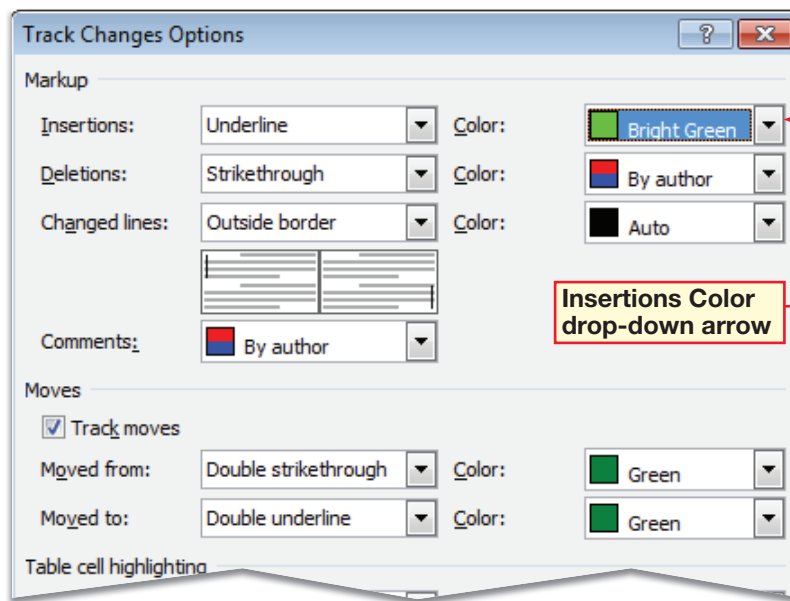 Track Changes Options
?
Markup
Insertions: Underline Color: Bright Green
Deletions: Strikethrough Color: By author
Changed lines: Outside border Color: Auto
Insertions Color
drop-down arrow
Comments: By author
Moves
Track moves
Moved from: Double strikethrough Color: Green
Moved to: Double underline Color: Green
Table cell highlighting